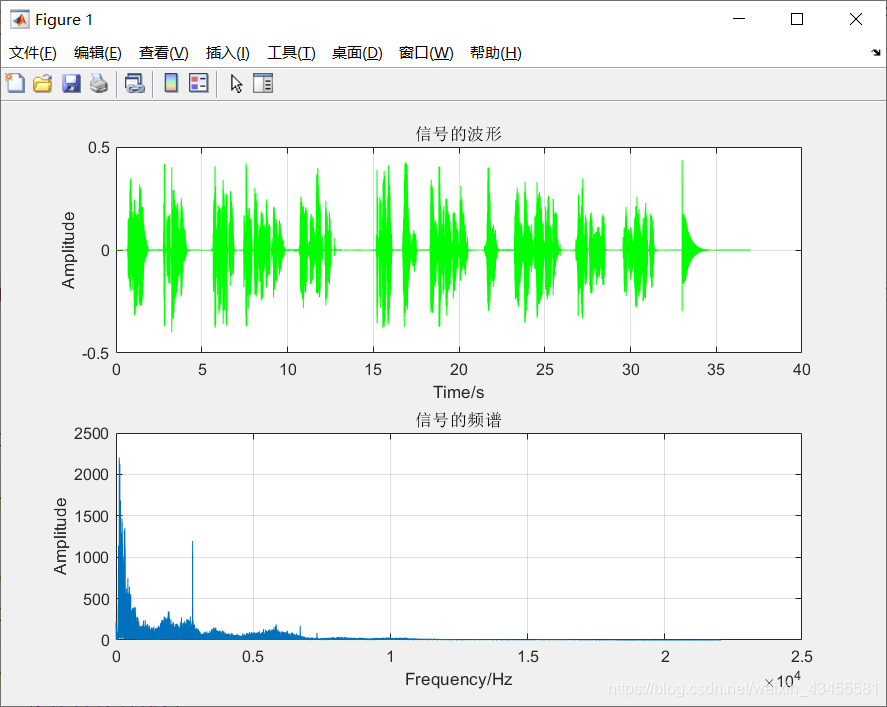 Figure 1
文件(F) 编辑(E) 查看(V) 插入(I) 工具(T) 桌面(D) 窗口(W) 帮助(H)
信号的波形
0.5
0
-0.5
Amplitude
0 5 10 15 20 25 30 35 40
Time/s
信号的频谱
2500
2000
1500
1000
500
0
Amplitude
0 0.5 1 1.5 2 2.5
Frequency/Hz
×10⁴
https://blog.csdn.net/weixin_43455581